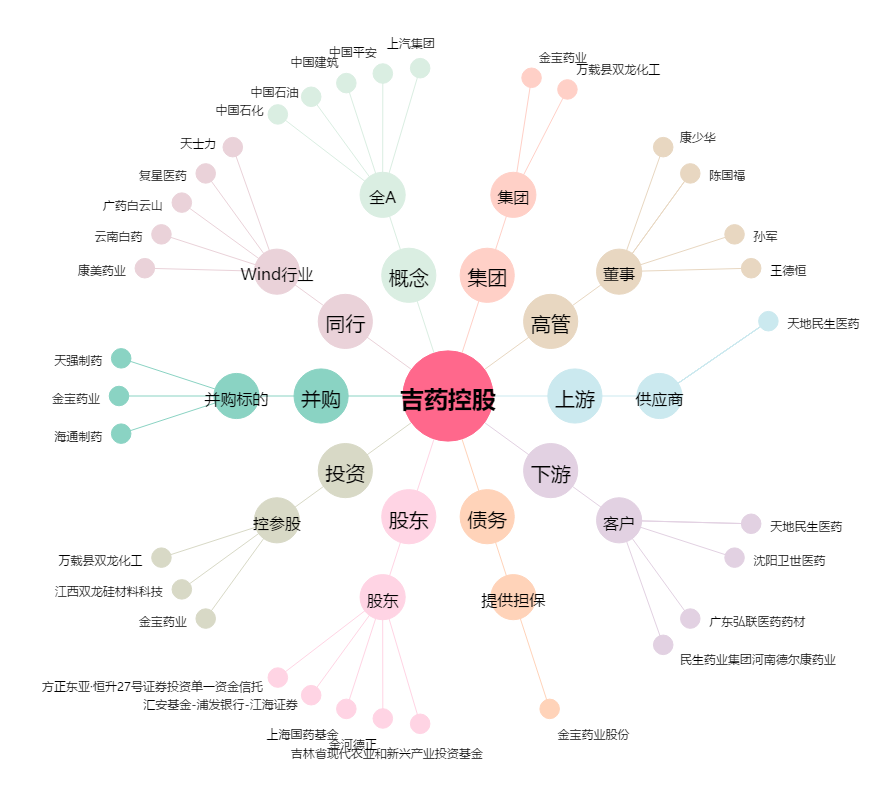 上汽集团
中国平安
中国建筑
中国石油
中国石化
全A
概念
金宝药业
万载县双龙化工
集团
集团
康少华
陈国福
孙军
王德恒
董事
高管
天士力
复星医药
广药白云山
云南白药
康美药业
Wind行业
同行
天地民生医药
供应商
上游
吉药控股
天强制药
金宝药业
海通制药
并购标的
并购
投资
控参股
万载县双龙化工
江西双龙硅材料科技
金宝药业
股东
股东
方正东亚·恒升27号证券投资单一资金信托
汇安基金-浦发银行-江海证券
上海国药基金
金河德正
吉林省现代农业和新兴产业投资基金
债务
提供担保
金宝药业股份
下游
客户
天地民生医药
沈阳卫世医药
广东弘联医药药材
民生药业集团河南德尔康药业